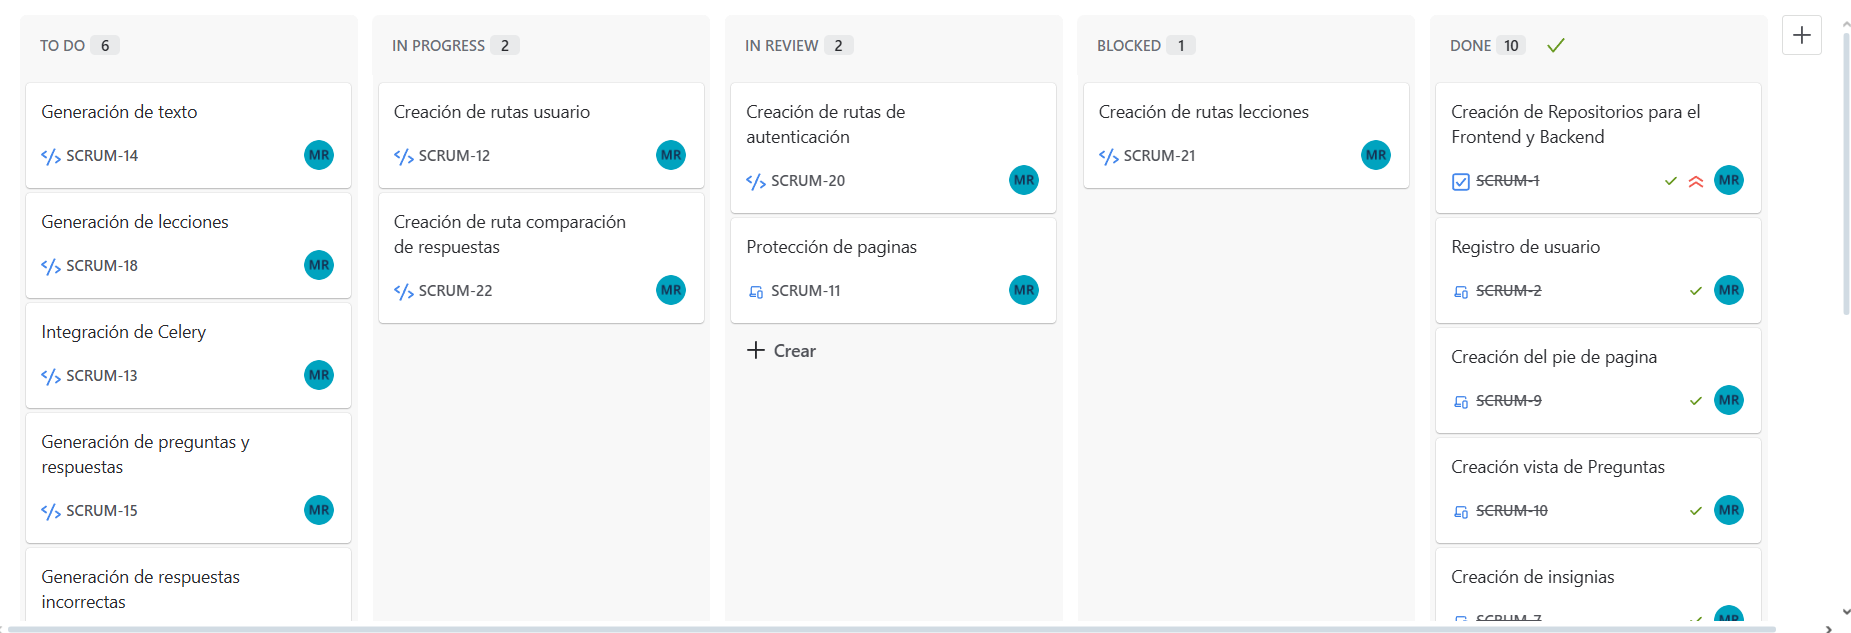 TO DO 6
Generación de texto
SCRUM-14 MR
Generación de lecciones
SCRUM-18 MR
Integración de Celery
SCRUM-13 MR
Generación de preguntas y
respuestas
SCRUM-15 MR
Generación de respuestas
incorrectas
IN PROGRESS 2
Creación de rutas usuario
SCRUM-12 MR
Creación de ruta comparación
de respuestas
SCRUM-22 MR
IN REVIEW 2
Creación de rutas de
autenticación
SCRUM-20 MR
Protección de paginas
SCRUM-11 MR
Crear
BLOCKED 1
Creación de rutas lecciones
SCRUM-21 MR
DONE 10
Creación de Repositorios para el
Frontend y Backend
SCRUM-1 MR
Registro de usuario
SCRUM-2 MR
Creación del pie de pagina
SCRUM-9 MR
Creación vista de Preguntas
SCRUM-10 MR
Creación de insignias
SCRUM-7 MR